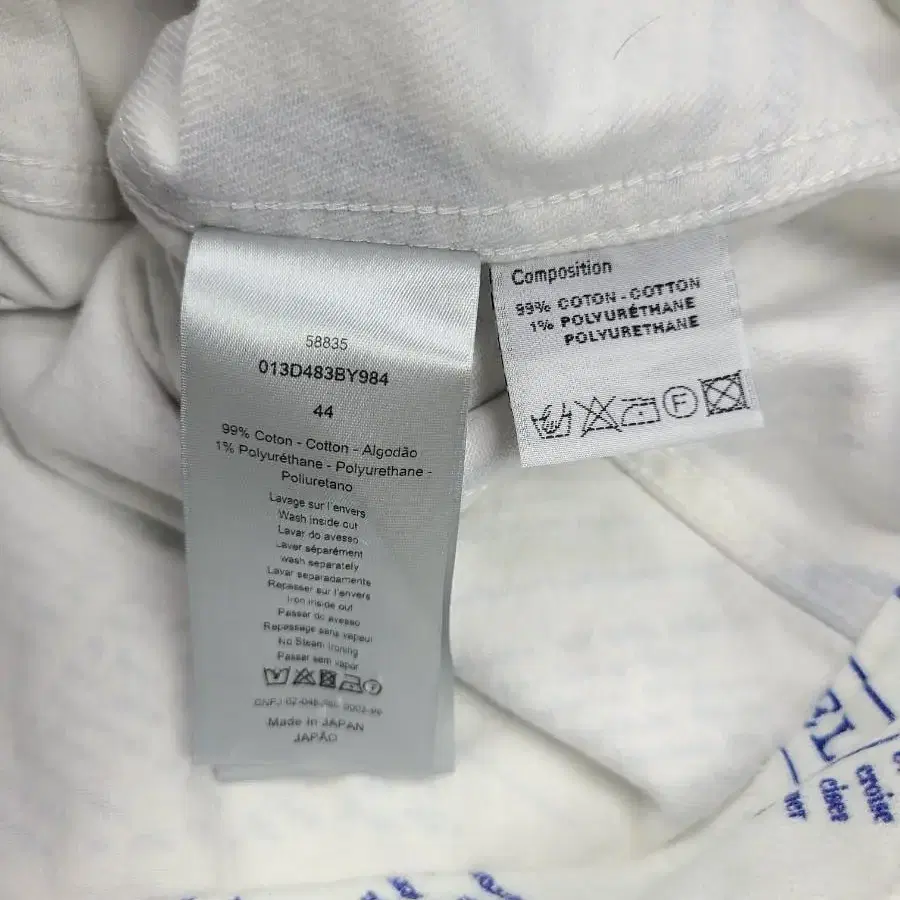 58835
013D483BY984
44
99% Coton - Cotton - Algodão
1% Polyuréthane - Polyurethane -
Poliuretano
Lavage sur l'envers
Wash inside out
Lavar do avesso
Laver séparément
wash separately
Lavar separadamente
Repasser sur l'envers
Iron inside out
Passar do avesso
Repassage sans vapeur
No Steam Ironing
Passar sem vapor
Made in JAPAN
JAPÃO
Composition
99% COTON - COTTON
1% POLYURÉTHANE
POLYURETHANE
F
EL
croise